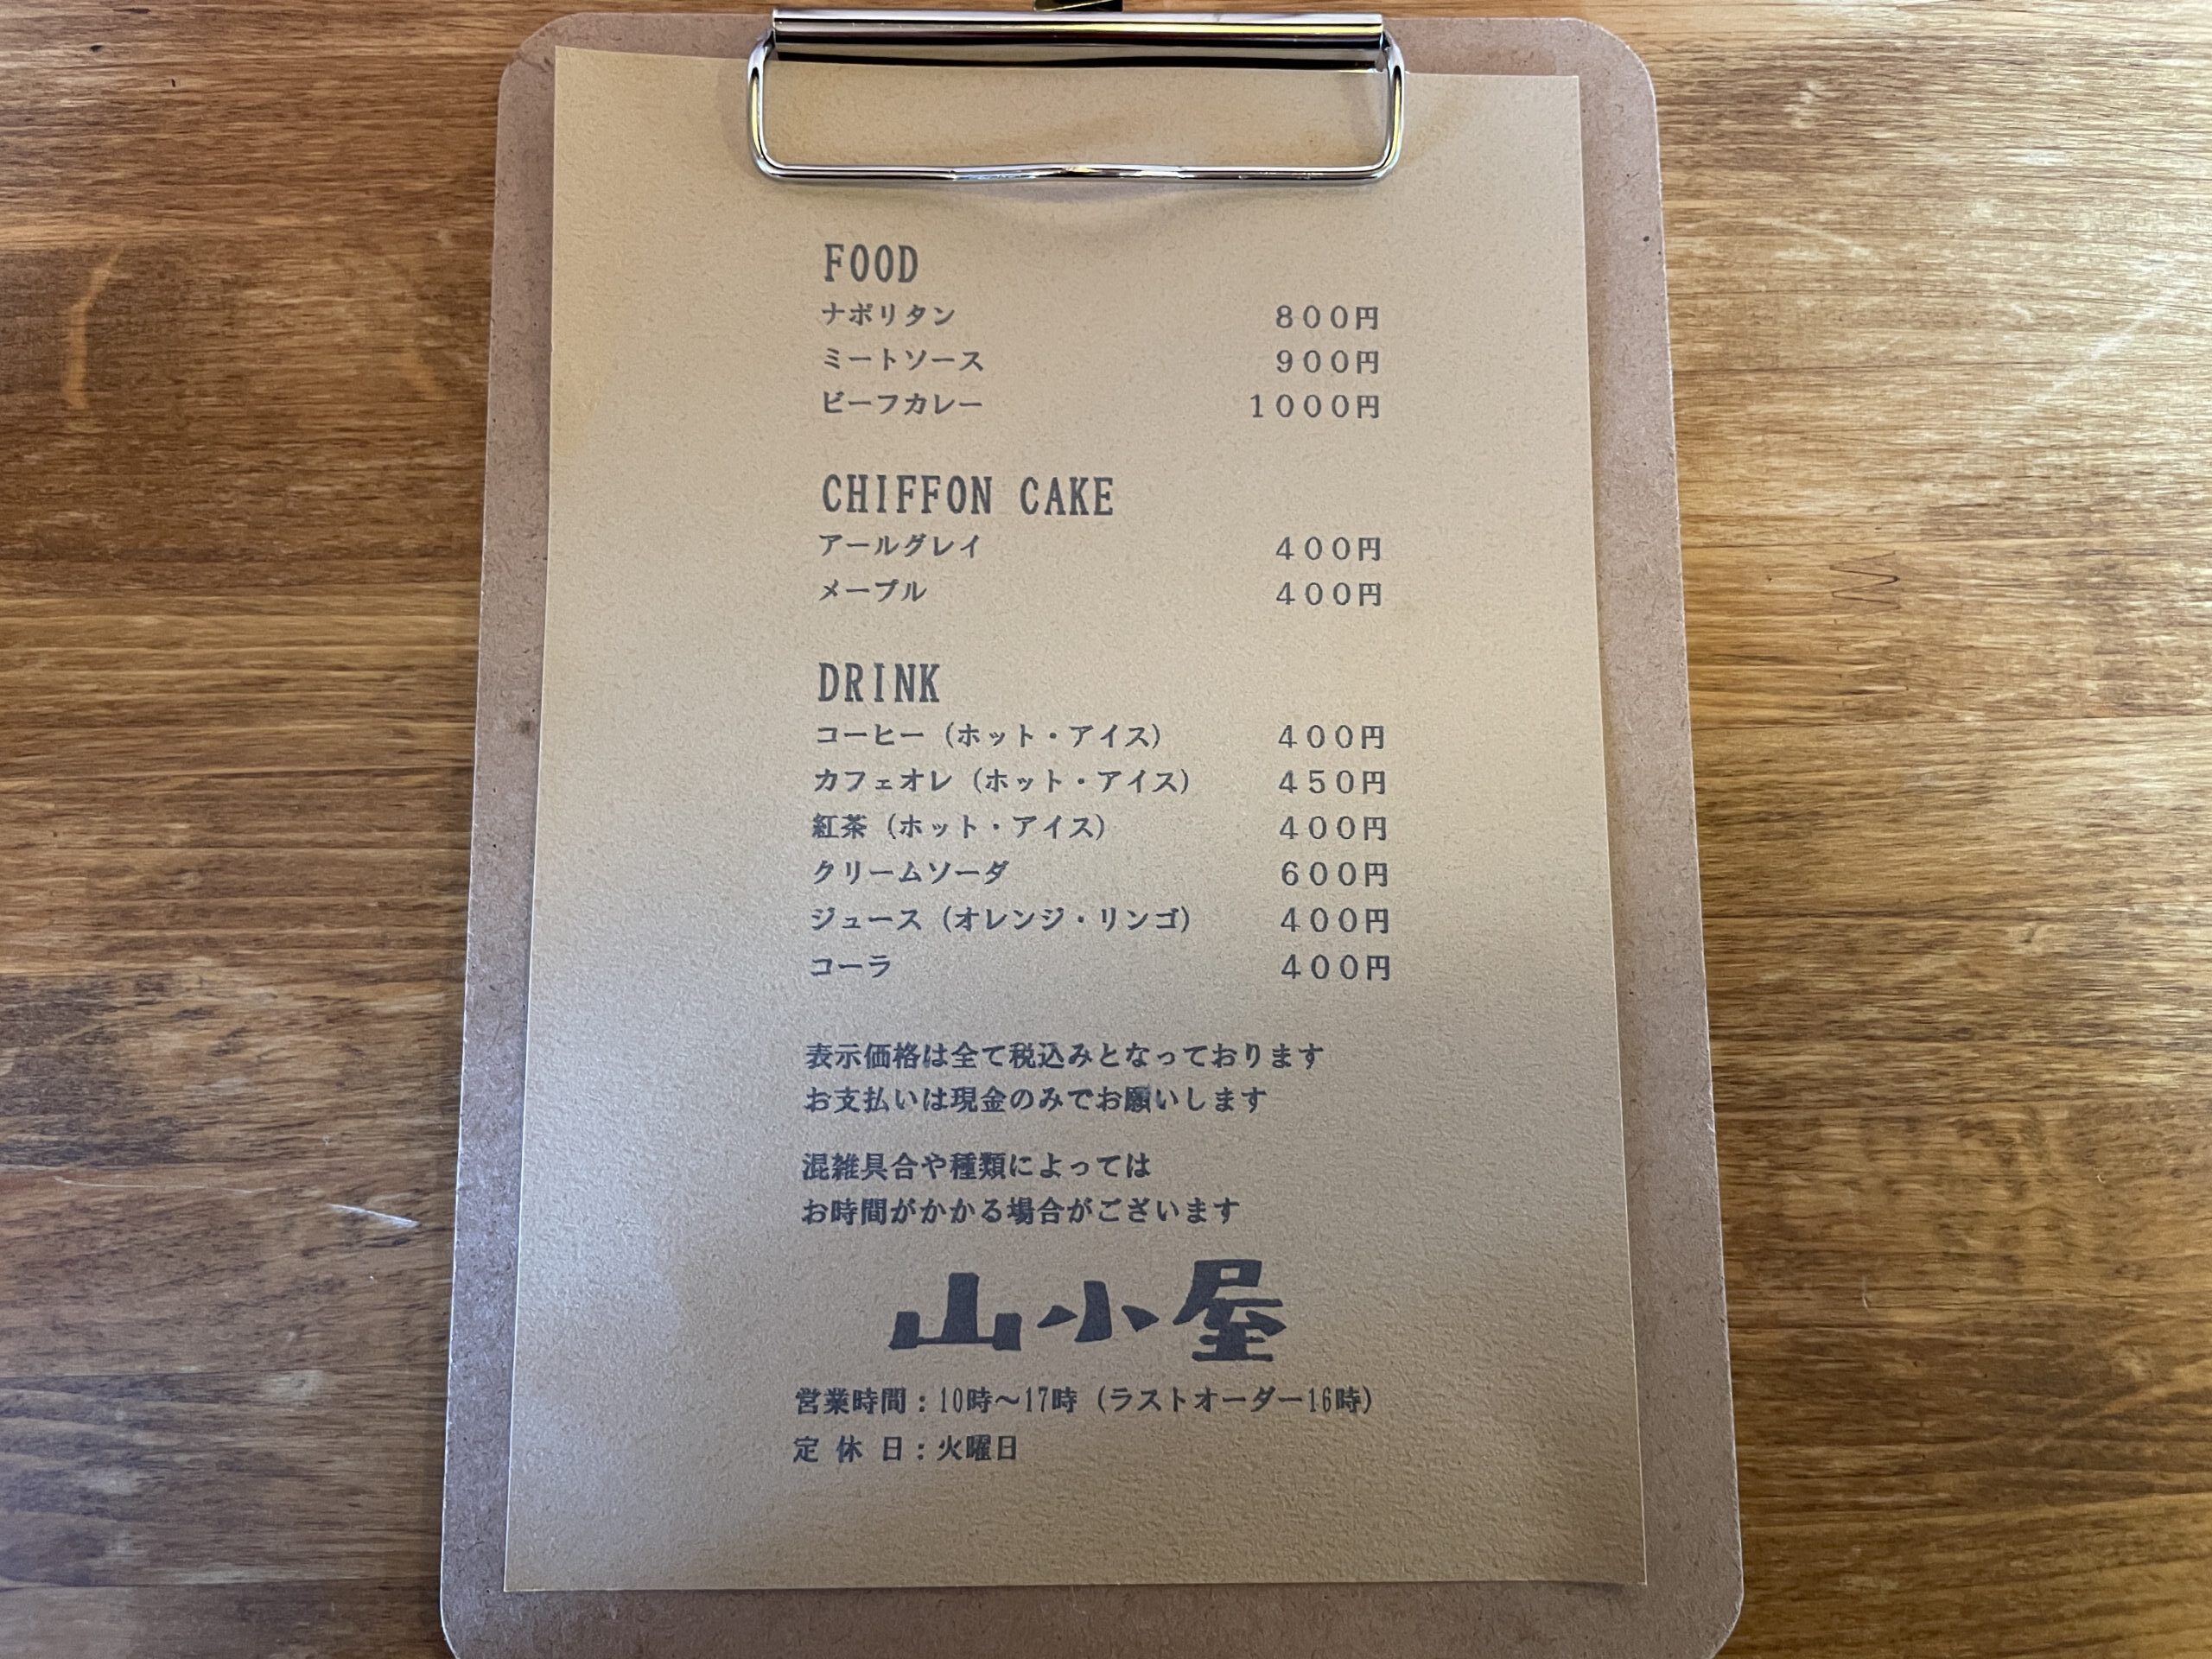 FOOD
ナポリタン 800円
ミートソース 900円
ビーフカレー 1000円
CHIFFON CAKE
アールグレイ 400円
メープル 400円
DRINK
コーヒー（ホット・アイス） 400円
カフェオレ（ホット・アイス） 450円
紅茶（ホット・アイス） 400円
クリームソーダ 600円
ジュース（オレンジ・リンゴ） 400円
コーラ 400円
表示価格は全て税込みとなっております
お支払いは現金のみでお願いします
混雑具合や種類によっては
お時間がかかる場合がございます
山小屋
営業時間：10時～17時（ラストオーダー16時）
定 休 日：火曜日